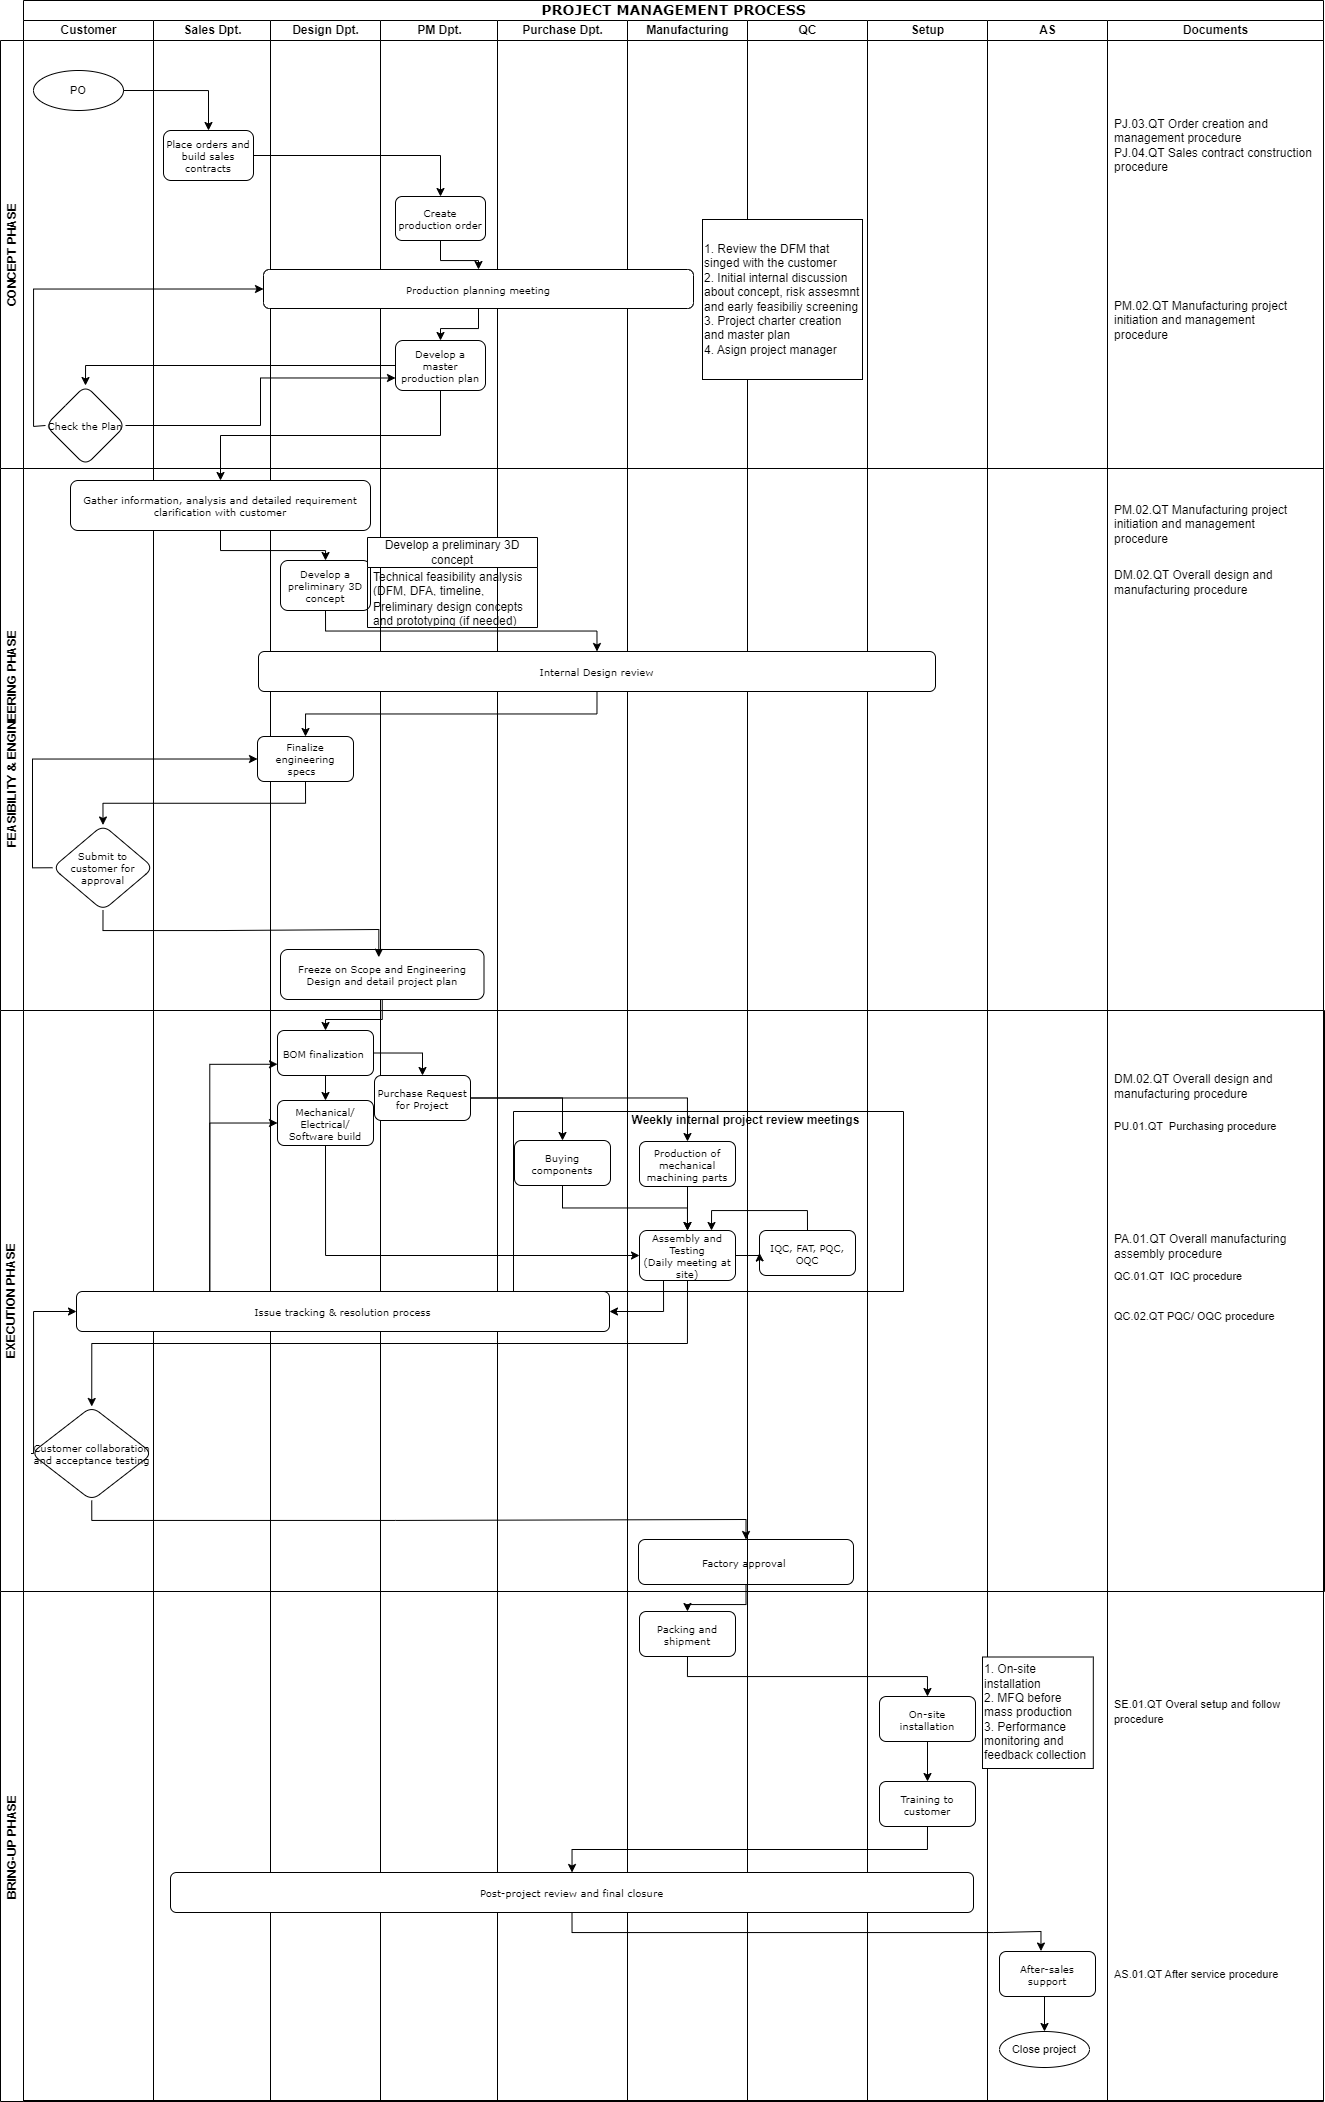 PROJECT MANAGEMENT PROCESS
Customer
Sales Dpt.
Design Dpt.
PM Dpt.
Purchase Dpt.
Manufacturing
QC
Setup
AS
Documents
CONCEPT PHASE
PO
Place orders and
build sales
contracts
PJ.03.QT Order creation and
management procedure
PJ.04.QT Sales contract construction
procedure
Create
production order
1. Review the DFM that
singed with the customer
2. Initial internal discussion
about concept, risk assesmnt
and early feasibiliy screening
3. Project charter creation
and master plan
4. Asign project manager
Production planning meeting
PM.02.QT Manufacturing project
initiation and management
procedure
Develop a
master
production plan
Check the Plan
FEASIBILITY & ENGINEERING PHASE
Gather information, analysis and detailed requirement
clarification with customer
PM.02.QT Manufacturing project
initiation and management
procedure
Develop a
preliminary 3D
concept
Develop a preliminary 3D
concept
Technical feasibility analysis
(DFM, DFA, timeline,
Preliminary design concepts
and prototyping (if needed)
DM.02.QT Overall design and
manufacturing procedure
Internal Design review
Finalize
engineering
specs
Submit to
customer for
approval
Freeze on Scope and Engineering
Design and detail project plan
EXECUTION PHASE
BOM finalization
Purchase Request
for Project
DM.02.QT Overall design and
manufacturing procedure
Mechanical/
Electrical/
Software build
Weekly internal project review meetings
PU.01.QT  Purchasing procedure
Buying
components
Production of
mechanical
machining parts
Assembly and
Testing
(Daily meeting at
site)
IQC, FAT, PQC,
OQC
PA.01.QT Overall manufacturing
assembly procedure
QC.01.QT  IQC procedure
Issue tracking & resolution process
QC.02.QT PQC/ OQC procedure
Customer collaboration
and acceptance testing
Factory approval
BRING-UP PHASE
Packing and
shipment
On-site
installation
1. On-site
installation
2. MFQ before
mass production
3. Performance
monitoring and
feedback collection
SE.01.QT Overal setup and follow
procedure
Training to
customer
Post-project review and final closure
After-sales
support
AS.01.QT After service procedure
Close project